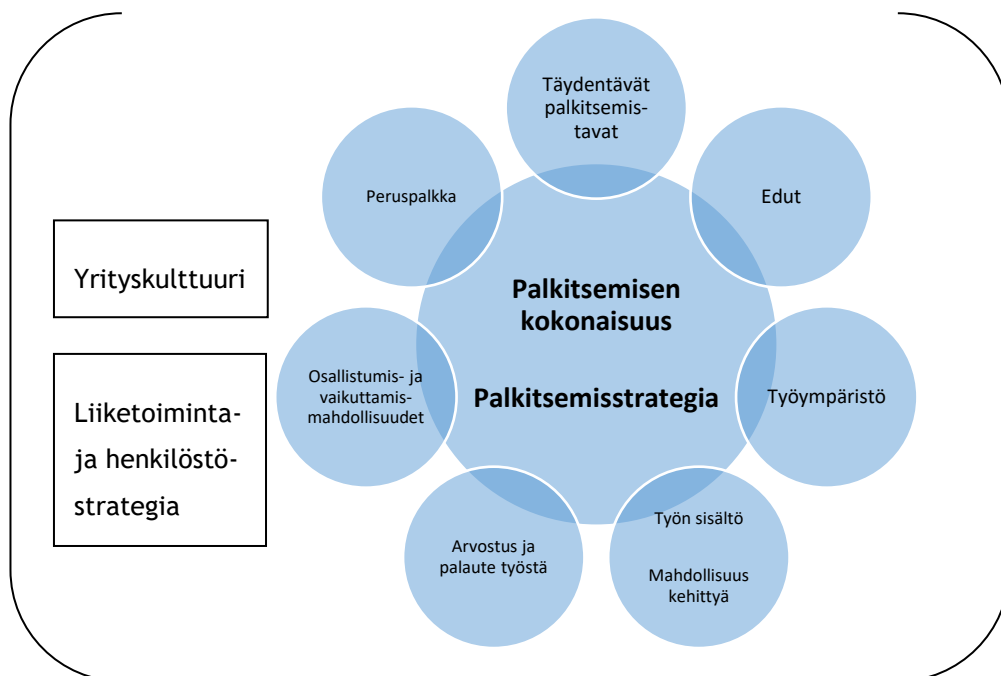 Täydentävät
palkitsemis-
tavat
Peruspalkka
Edut
Yrityskulttuuri
Palkitsemisen
kokonaisuus
Palkitsemisstrategia
Osallistumis- ja
vaikuttamis-
mahdollisuudet
Työympäristö
Liiketoiminta-
ja henkilöstö-
strategia
Arvostus ja
palaute työstä
Työn sisältö
Mahdollisuus
kehittyä